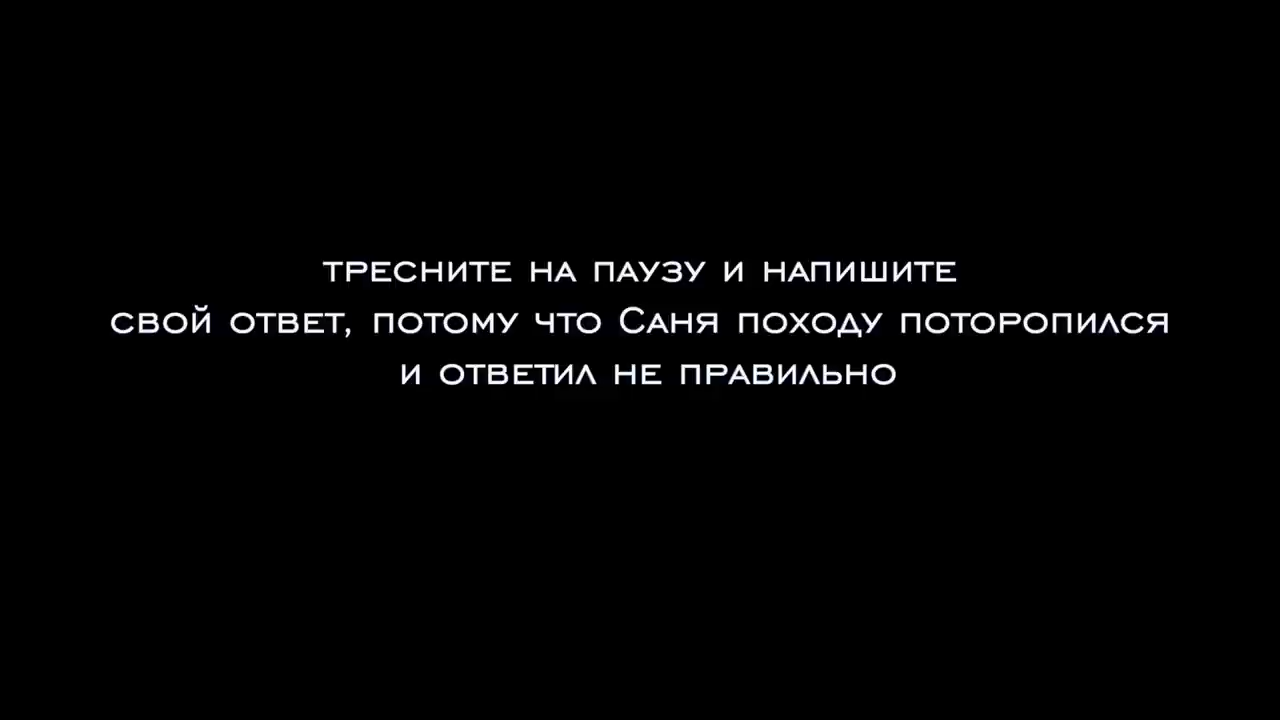 тресните на паузу и напишите
свой ответ, потому что Саня походу поторопился
и ответил не правильно